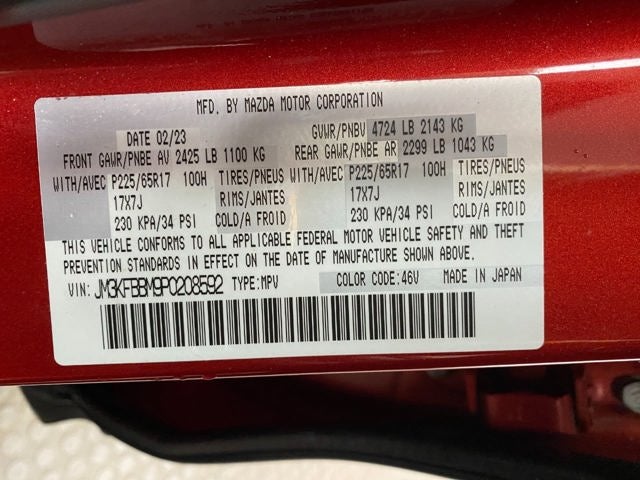 MFD. BY MAZDA MOTOR CORPORATION
DATE 02/23 GVWR/PNBV 4724 LB 2143 KG
FRONT GAWR/PNBE AV 2425 LB 1100 KG REAR GAWR/PNBE AR 2299 LB 1043 KG
WITH/AVEC P225/65R17 100H TIRES/PNEUS WITH/AVEC P225/65R17 100H TIRES/PNEUS
17X7J RIMS/JANTES 17X7J RIMS/JANTES
230 KPA/34 PSI COLD/A FROID 230 KPA/34 PSI COLD/A FROID
THIS VEHICLE CONFORMS TO ALL APPLICABLE FEDERAL MOTOR VEHICLE SAFETY AND THEFT
PREVENTION STANDARDS IN EFFECT ON THE DATE OF MANUFACTURE SHOWN ABOVE.
VIN: JM3KFBBM9P0208592 TYPE:MPV COLOR CODE:46V MADE IN JAPAN